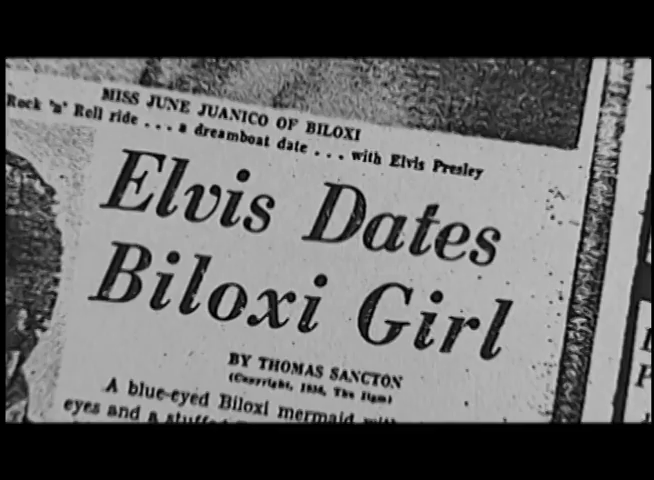 MISS JUNE JUANICO OF BILOXI
Rock 'n' Roll ride . . . a dreamboat date . . . with Elvis Presley
Elvis Dates
Biloxi Girl
BY THOMAS SANCTON
(Copyright, 1956, The Item)
A blue-eyed Biloxi mermaid
eyes and a stuffed